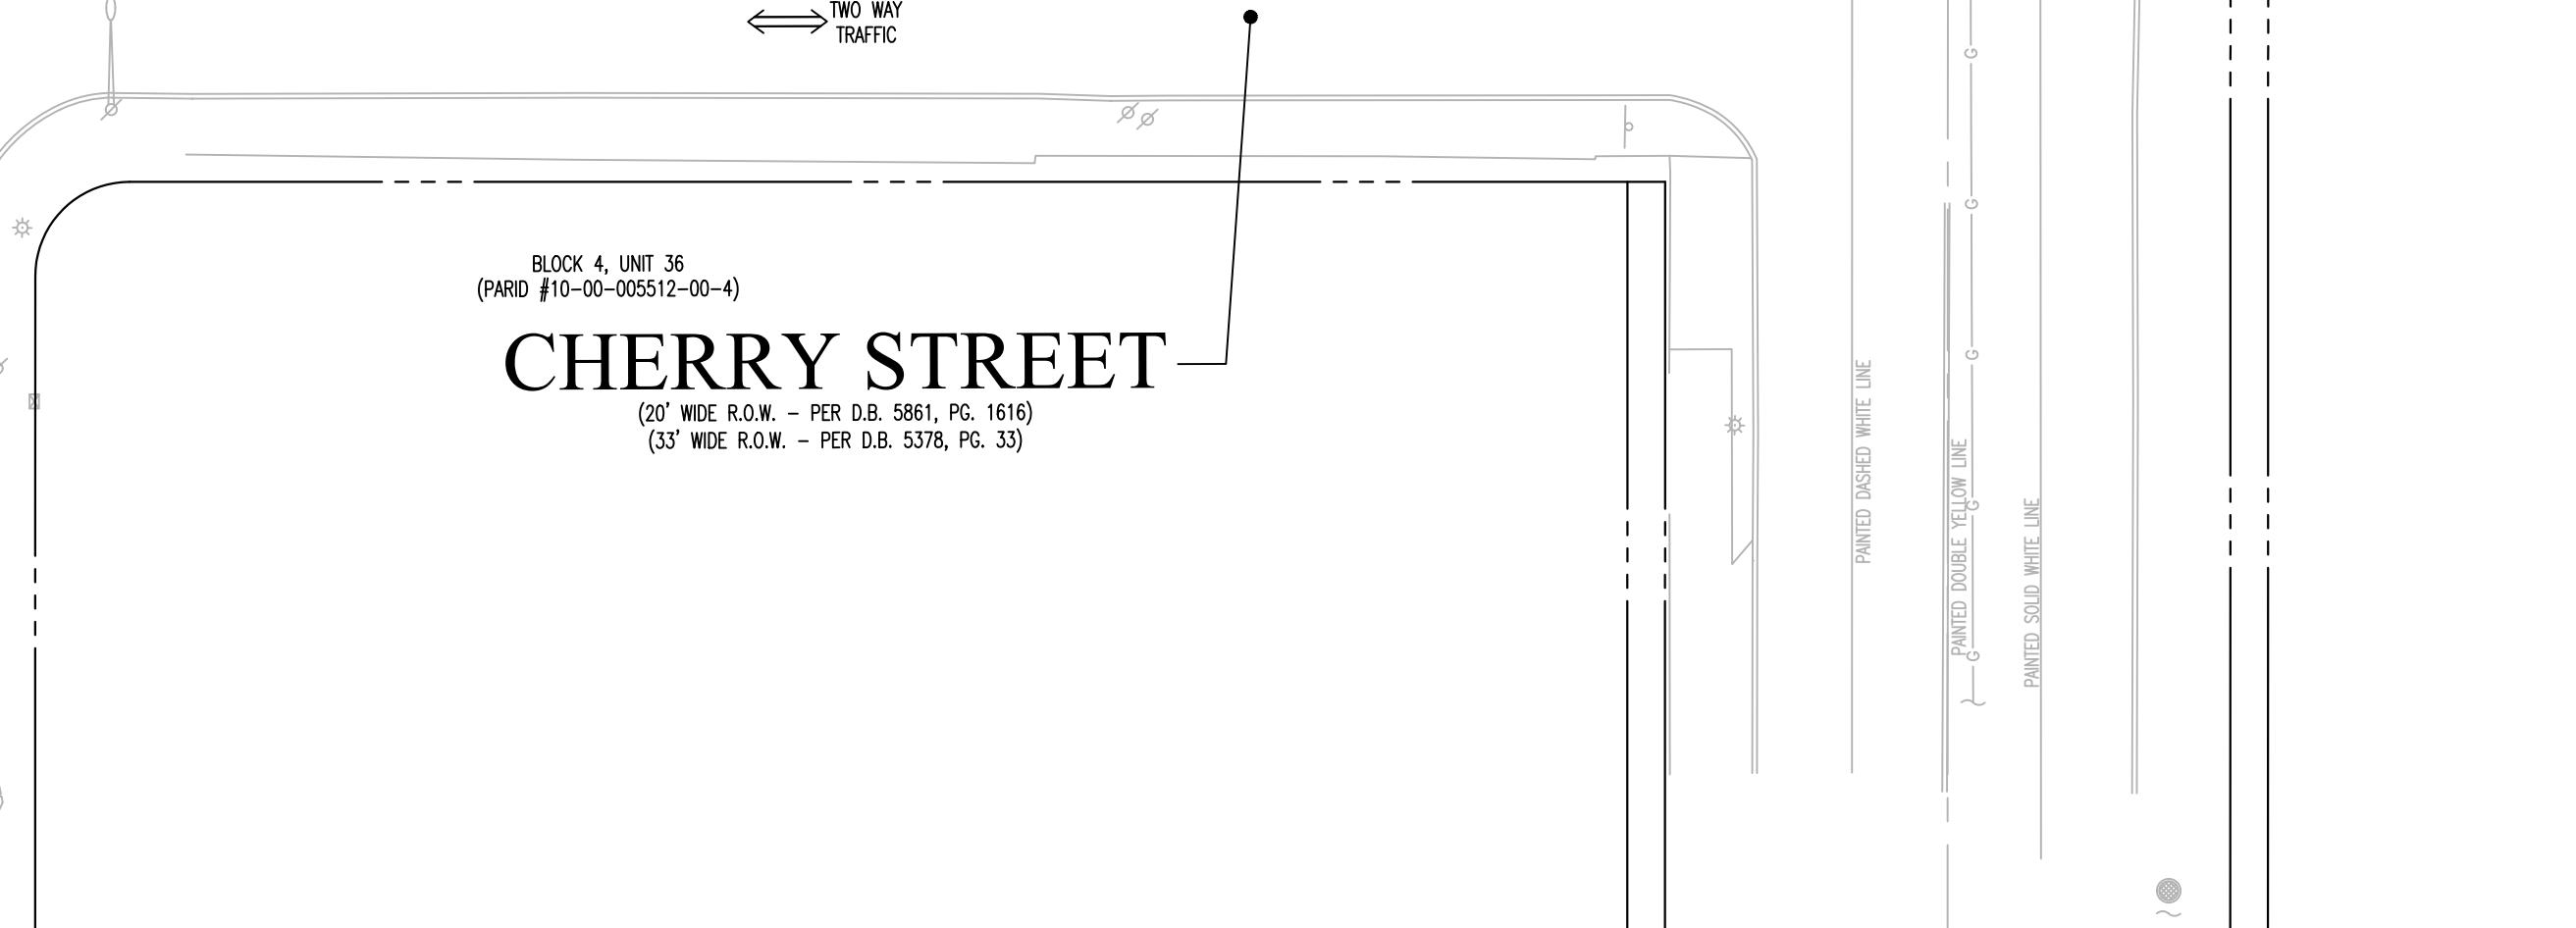 TWO WAY
TRAFFIC
BLOCK 4, UNIT 36
(PARID #10-00-005512-00-4)
CHERRY STREET
(20' WIDE R.O.W. - PER D.B. 5861, PG. 1616)
(33' WIDE R.O.W. - PER D.B. 5378, PG. 33)
PAINTED DASHED WHITE LINE
PAINTED DOUBLE YELLOW LINE
G
G
G
G
G
PAINTED SOLID WHITE LINE